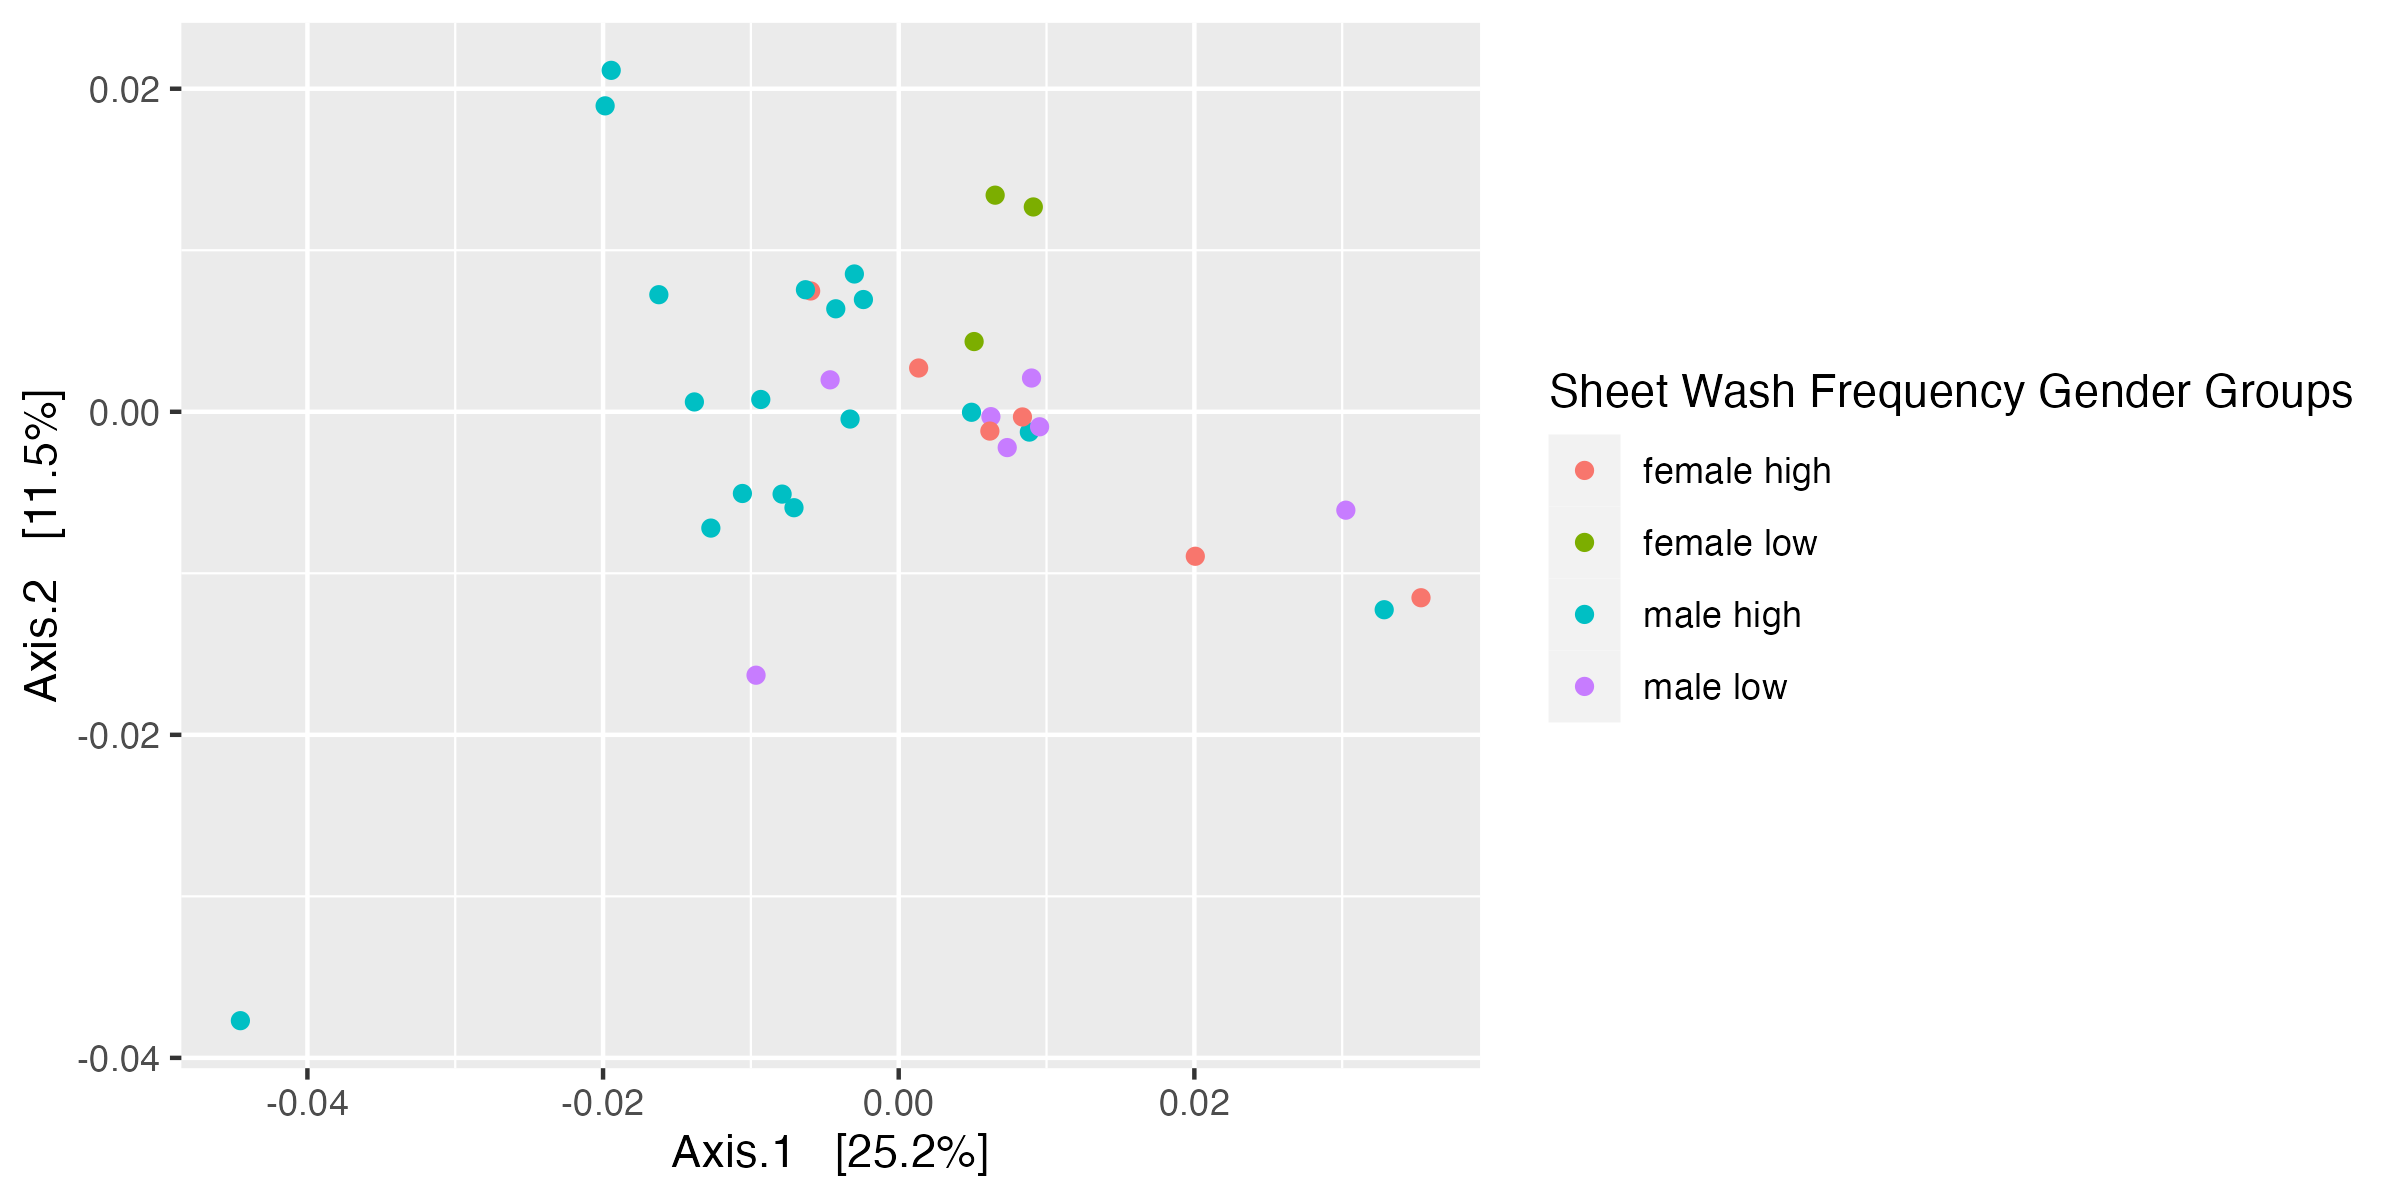 0.02
0.00
-0.02
-0.04
Axis.2   [11.5%]
-0.04
-0.02
0.00
0.02
Axis.1   [25.2%]
Sheet Wash Frequency Gender Groups
female high
female low
male high
male low